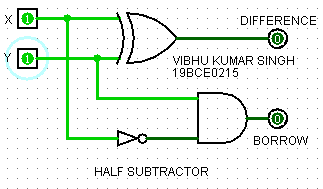 DIFFERENCE
X 1
0
Y 1
VIBHU KUMAR SINGH
19BCE0215
0
BORROW
HALF SUBTRACTOR